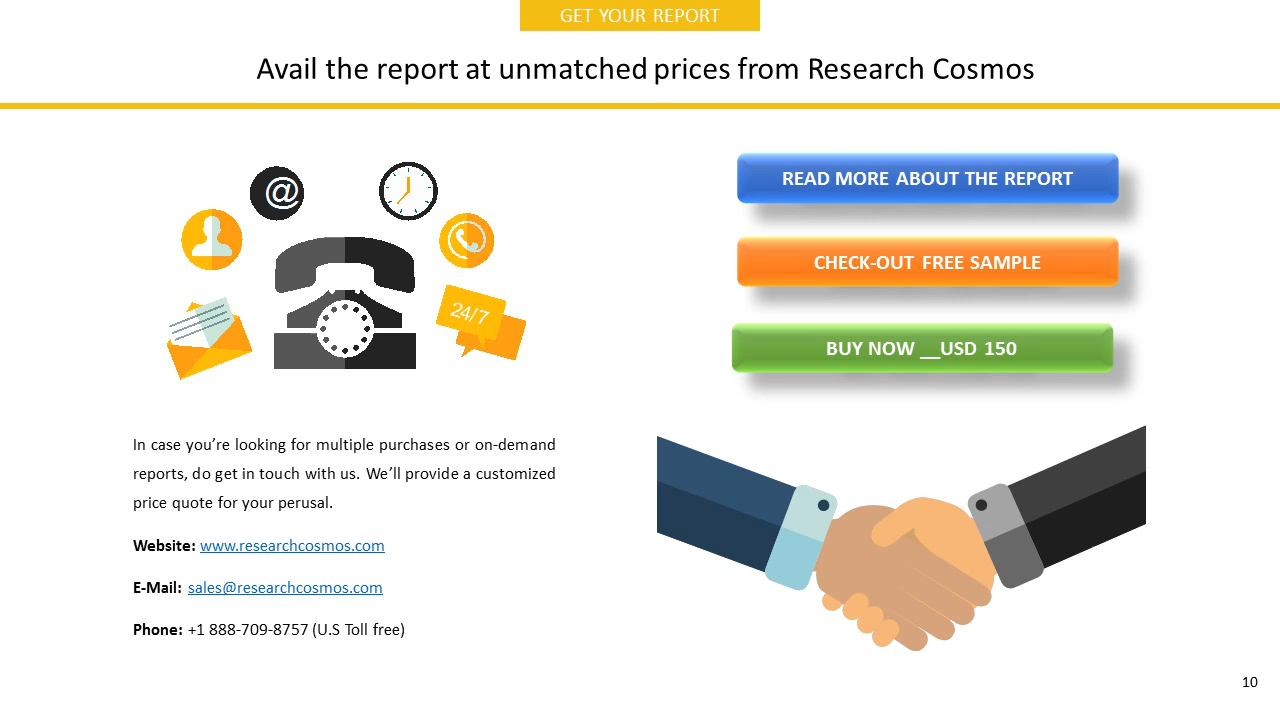 GET YOUR REPORT
Avail the report at unmatched prices from Research Cosmos
@
24/7
READ MORE ABOUT THE REPORT
CHECK-OUT FREE SAMPLE
BUY NOW __USD 150
In case you’re looking for multiple purchases or on-demand
reports, do get in touch with us. We’ll provide a customized
price quote for your perusal.
Website: www.researchcosmos.com
E-Mail: sales@researchcosmos.com
Phone: +1 888-709-8757 (U.S Toll free)
10